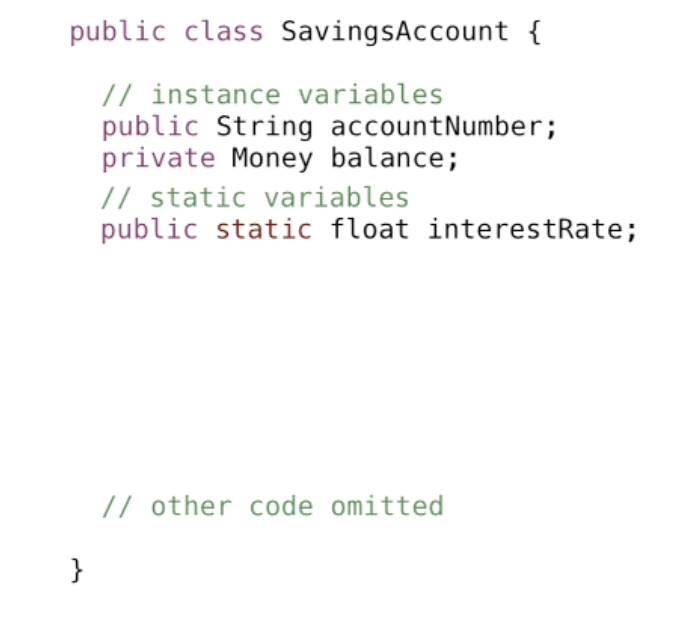 public class SavingsAccount {
// instance variables
public String accountNumber;
private Money balance;
// static variables
public static float interestRate;
// other code omitted
}